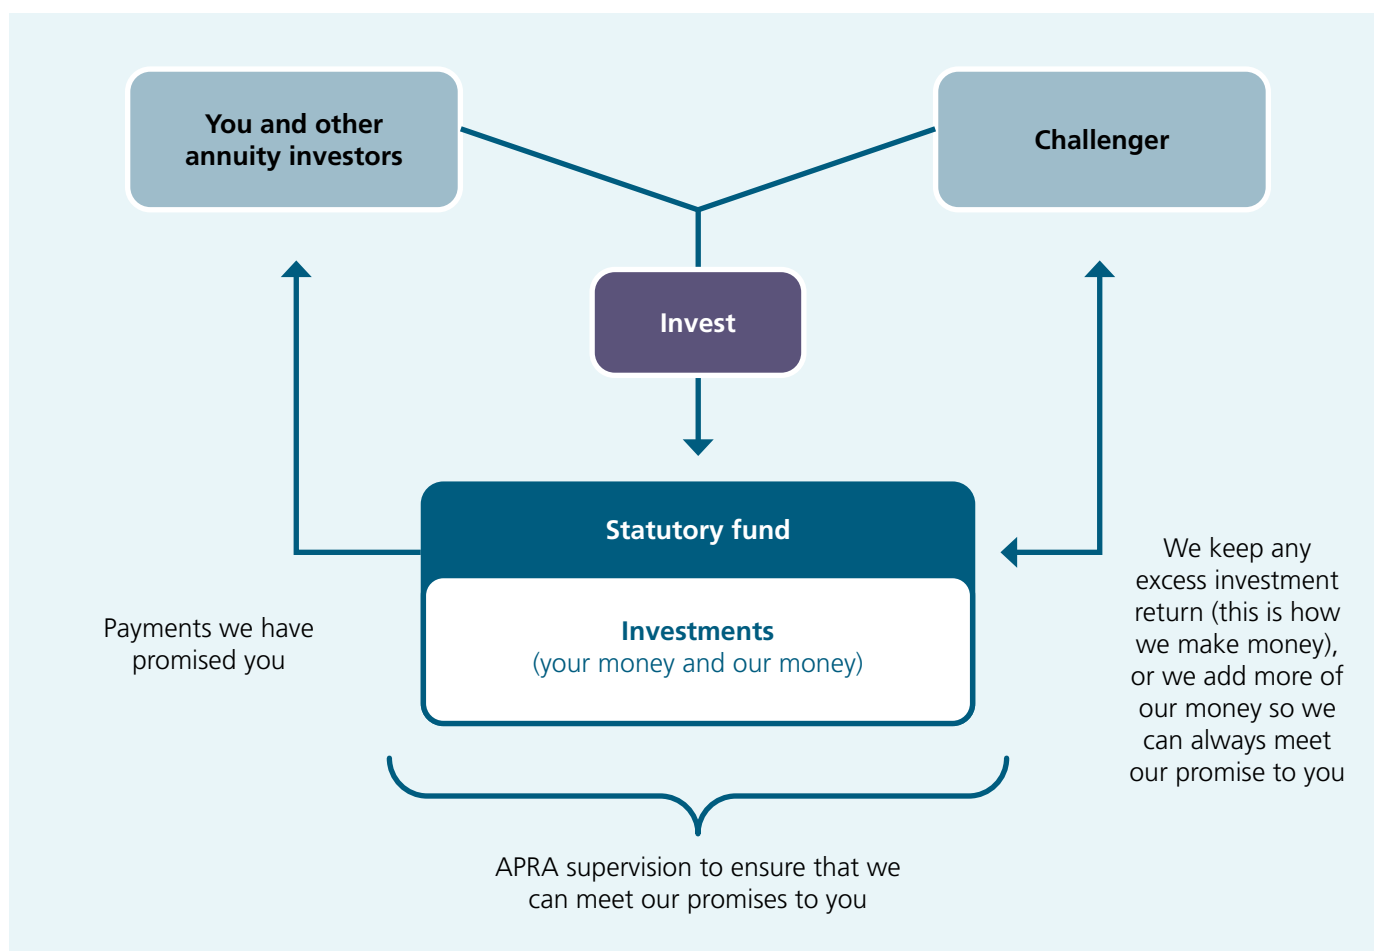 You and other
annuity investors
Challenger
Invest
Statutory fund
Investments
(your money and our money)
Payments we have
promised you
We keep any
excess investment
return (this is how
we make money),
or we add more of
our money so we
can always meet
our promise to you
APRA supervision to ensure that we
can meet our promises to you